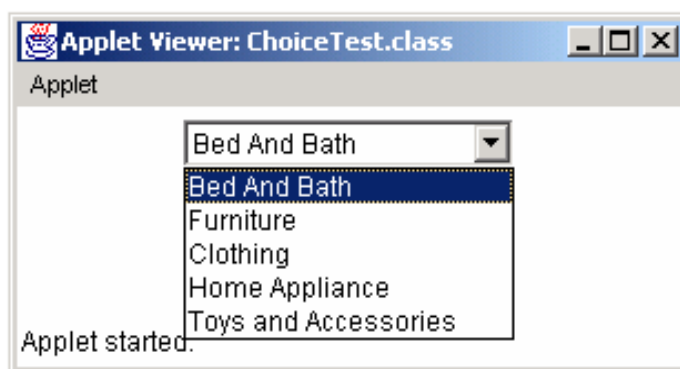 Applet Viewer: ChoiceTest.class
Applet
Bed And Bath
Bed And Bath
Furniture
Clothing
Home Appliance
Toys and Accessories
Applet started.